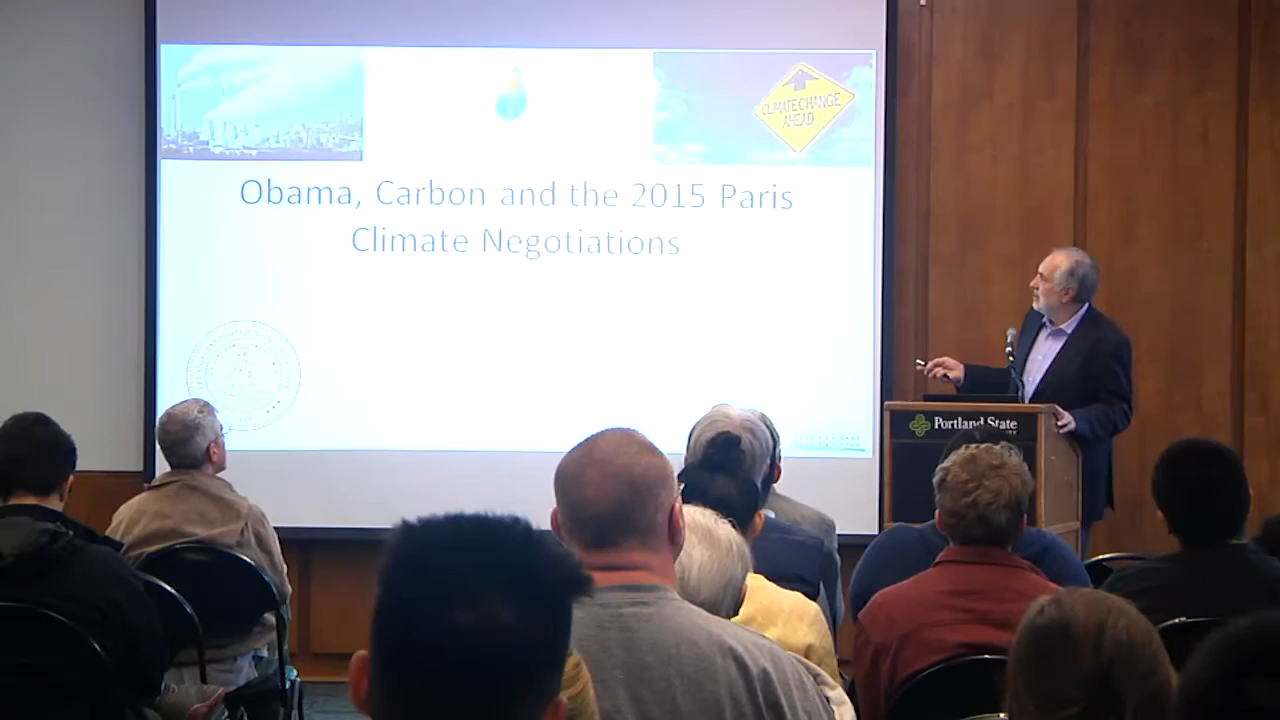 CLIMATE CHANGE
AHEAD
Obama, Carbon and the 2015 Paris
Climate Negotiations
Portland State